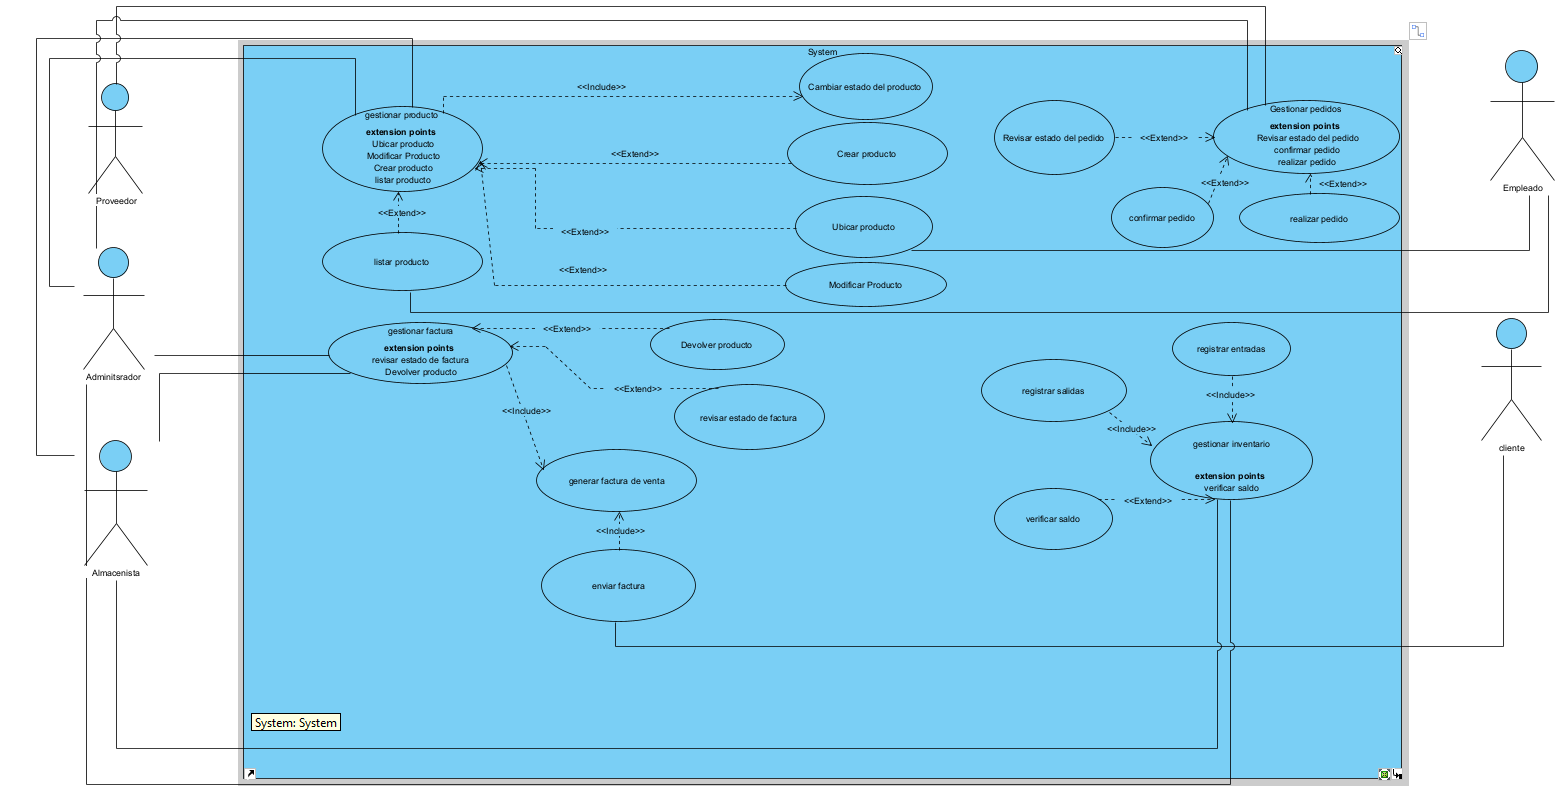 System
Cambiar estado del producto
<<Include>>
gestionar producto
extension points
Ubicar producto
Modificar Producto
Crear producto
listar producto
<<Extend>>
Crear producto
Revisar estado del pedido
<<Extend>>
Gestionar pedidos
extension points
Revisar estado del pedido
confirmar pedido
realizar pedido
<<Extend>>
<<Extend>>
Empleado
Proveedor
<<Extend>>
confirmar pedido
realizar pedido
<<Extend>>
Ubicar producto
listar producto
<<Extend>>
Modificar Producto
gestionar factura
extension points
revisar estado de factura
Devolver producto
<<Extend>>
Devolver producto
registrar entradas
Adminitsrador
<<Extend>>
registrar salidas
<<Include>>
<<Include>>
revisar estado de factura
<<Include>>
gestionar inventario
extension points
verificar saldo
cliente
generar factura de venta
<<Extend>>
verificar saldo
<<Include>>
Almacenista
enviar factura
System: System